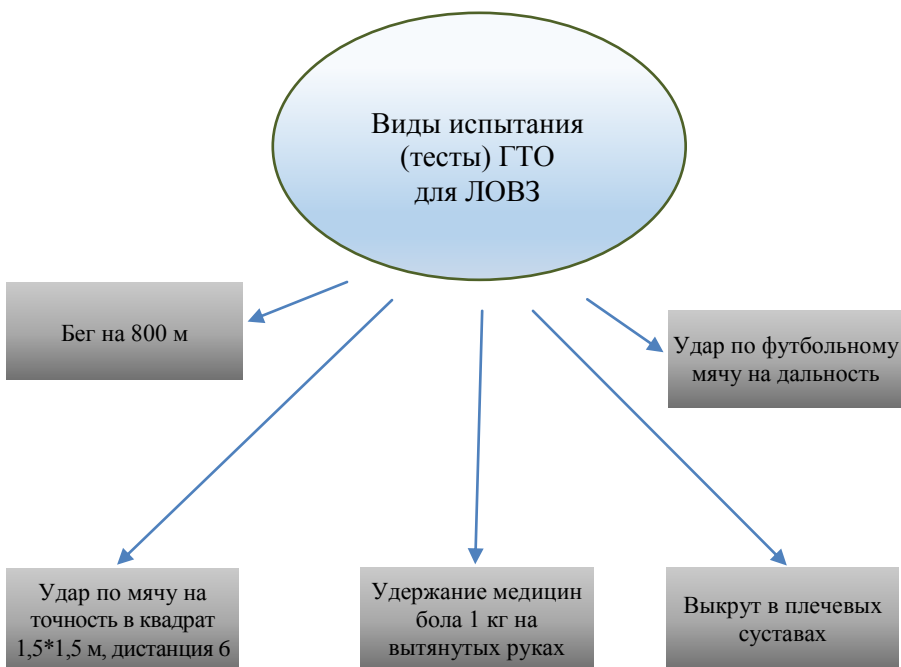 Виды испытания
(тесты) ГТО
для ЛОВЗ
Бег на 800 м
Удар по футбольному
мячу на дальность
Удар по мячу на
точность в квадрат
1,5*1,5 м, дистанция 6
Удержание медицин
бола 1 кг на
вытянутых руках
Выкрут в плечевых
суставах